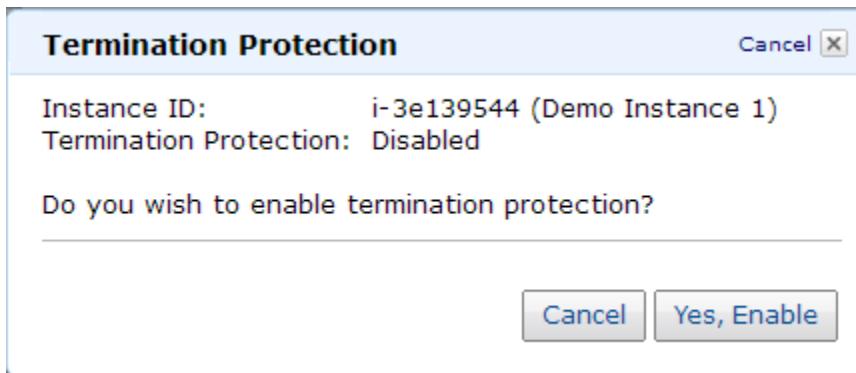 Termination Protection Cancel
Instance ID: i-3e139544 (Demo Instance 1)
Termination Protection: Disabled
Do you wish to enable termination protection?
Cancel Yes, Enable